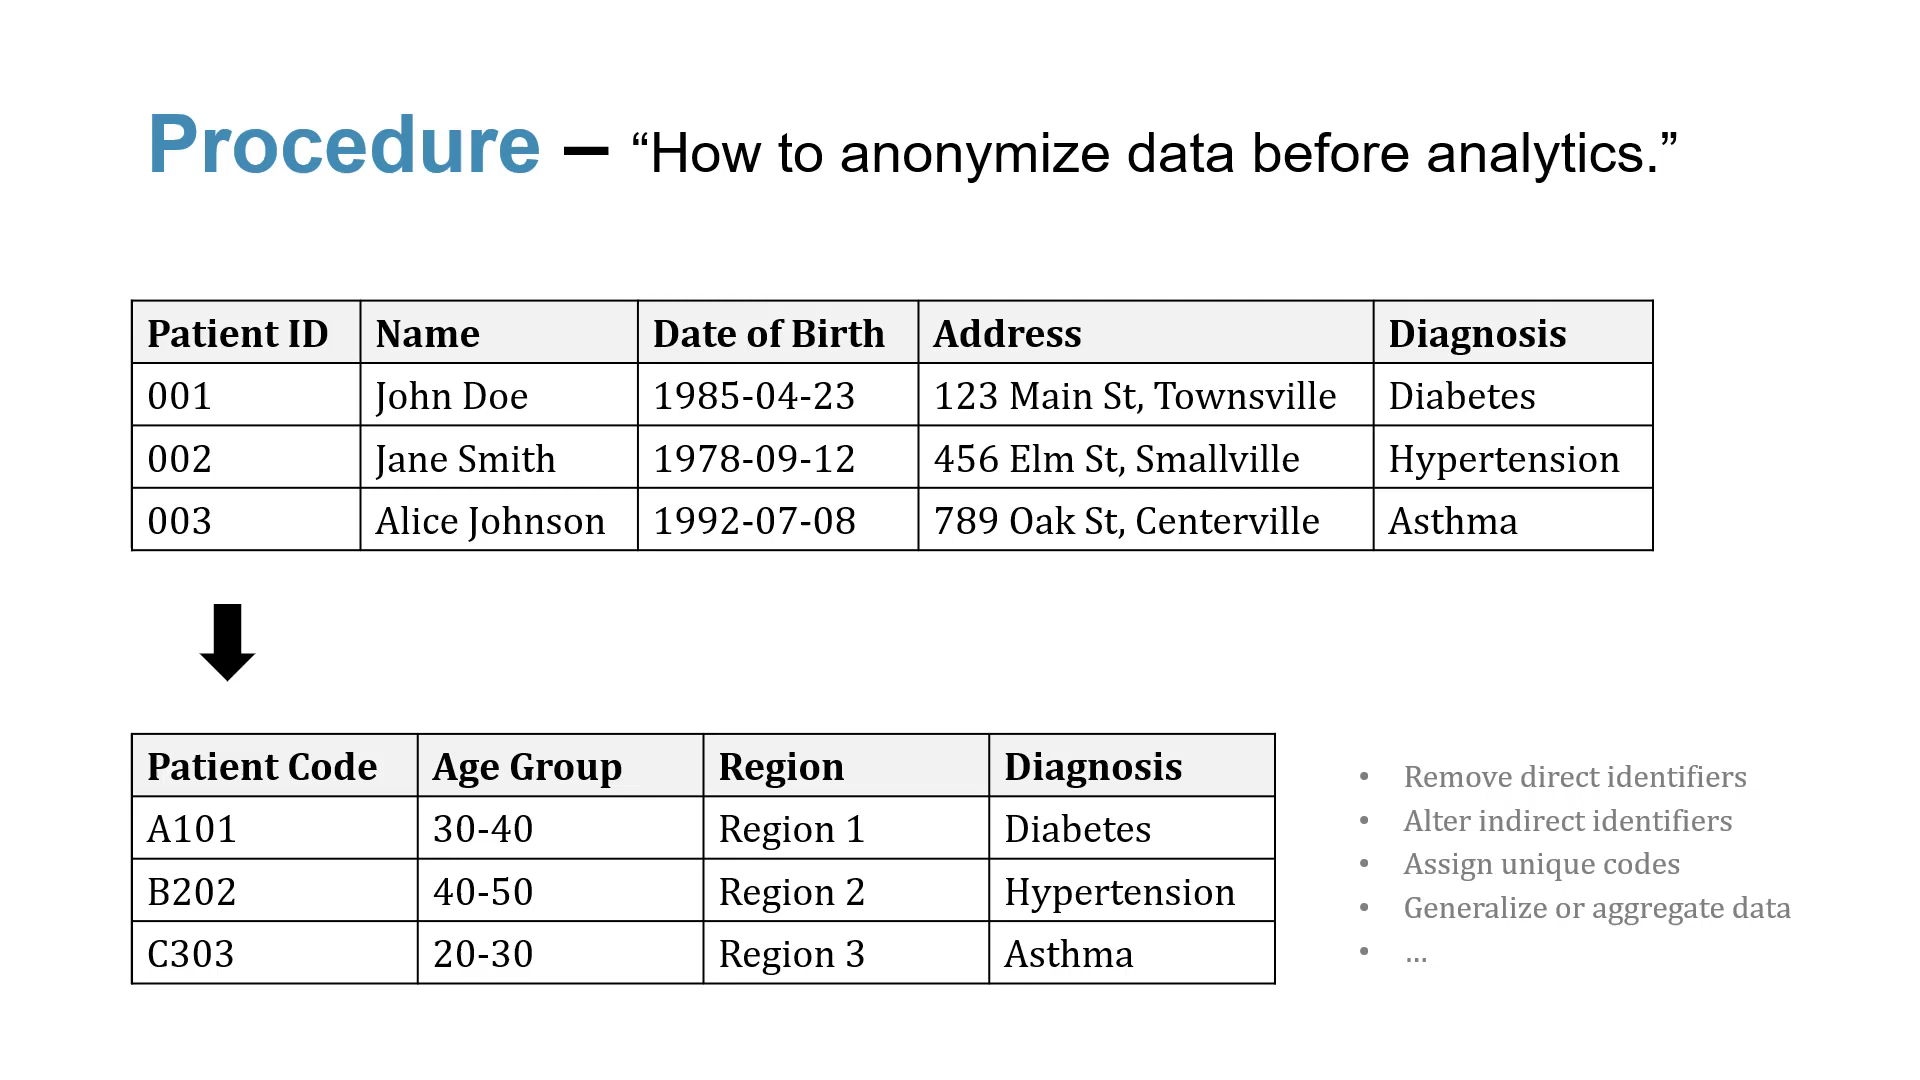 Procedure – “How to anonymize data before analytics.”
Patient ID Name Date of Birth Address Diagnosis
001 John Doe 1985-04-23 123 Main St, Townsville Diabetes
002 Jane Smith 1978-09-12 456 Elm St, Smallville Hypertension
003 Alice Johnson 1992-07-08 789 Oak St, Centerville Asthma
Patient Code Age Group Region Diagnosis
A101 30-40 Region 1 Diabetes
B202 40-50 Region 2 Hypertension
C303 20-30 Region 3 Asthma
• Remove direct identifiers
• Alter indirect identifiers
• Assign unique codes
• Generalize or aggregate data
• ...